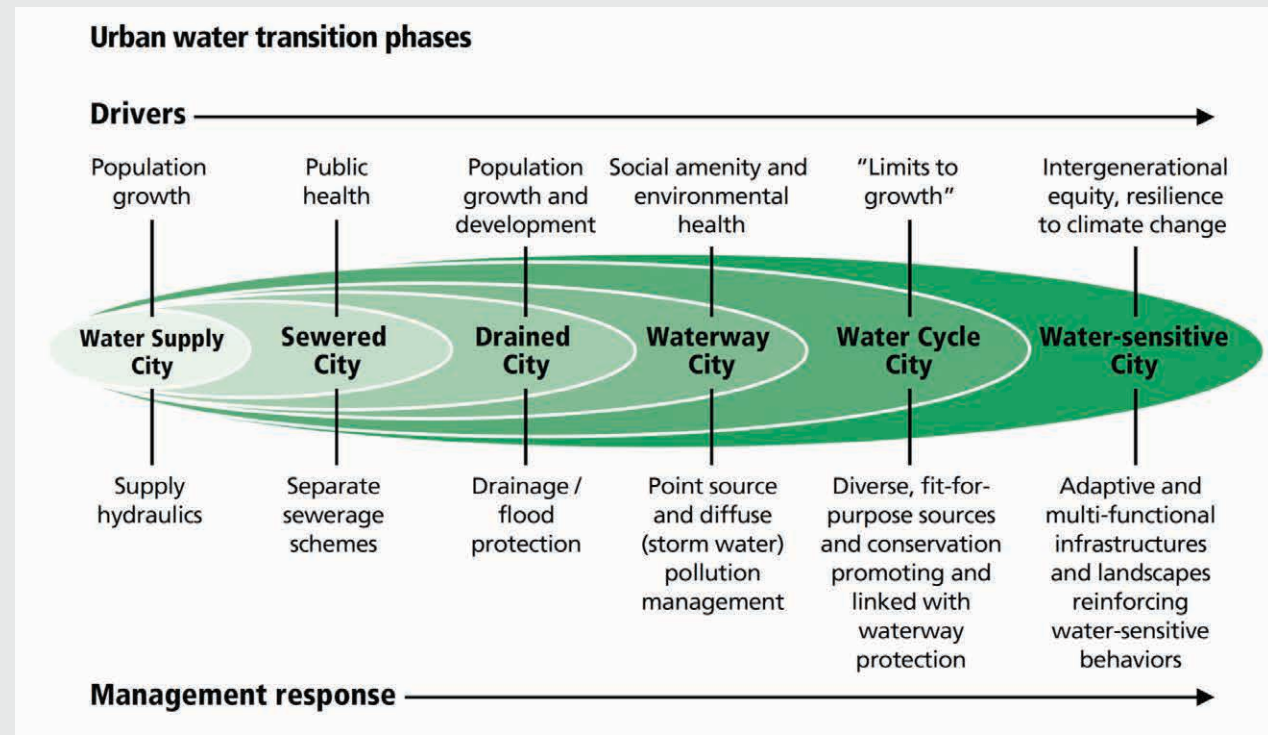 Urban water transition phases
Drivers
Population
growth
Public
health
Population
growth and
development
Social amenity and
environmental
health
“Limits to
growth”
Intergenerational
equity, resilience
to climate change
Water Supply
City
Sewered
City
Drained
City
Waterway
City
Water Cycle
City
Water-sensitive
City
Supply
hydraulics
Separate
sewerage
schemes
Drainage /
flood
protection
Point source
and diffuse
(storm water)
pollution
management
Diverse, fit-for-
purpose sources
and conservation
promoting and
linked with
waterway
protection
Adaptive and
multi-functional
infrastructures
and landscapes
reinforcing
water-sensitive
behaviors
Management response